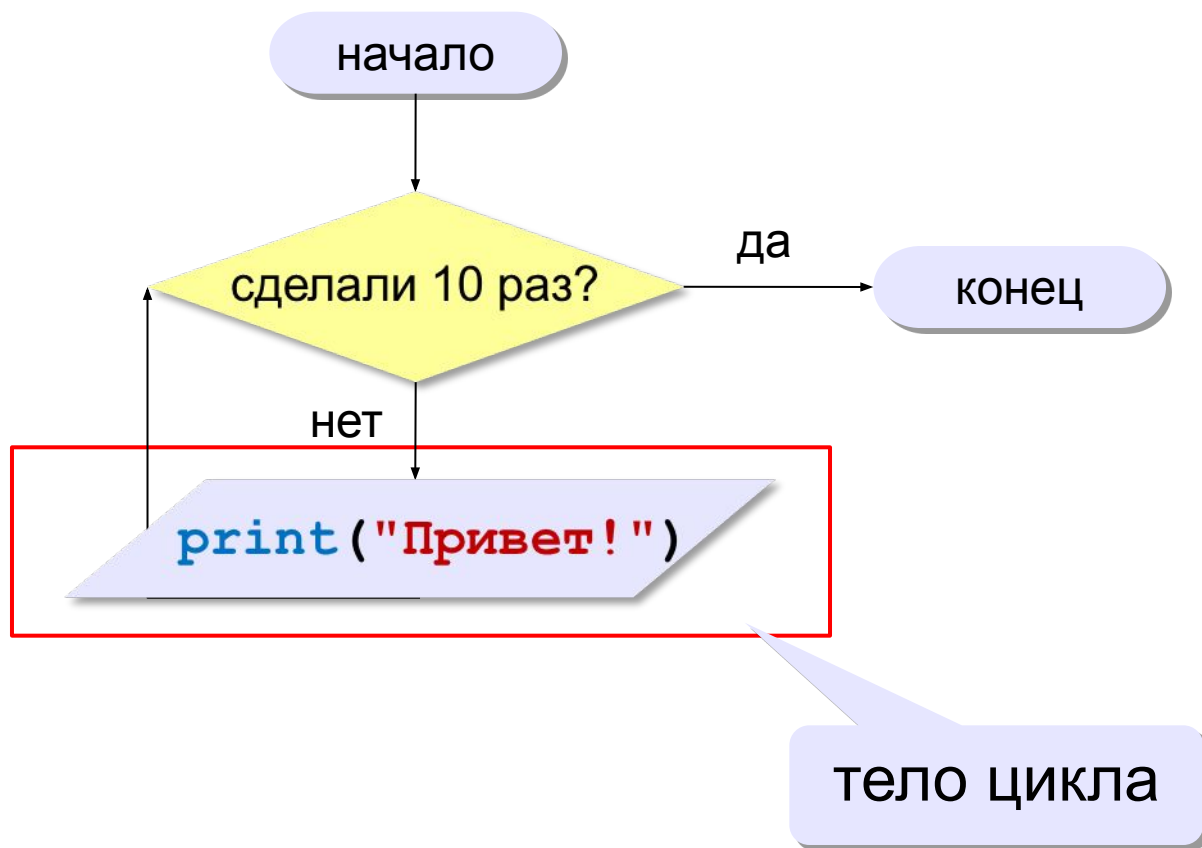 начало
сделали 10 раз?
да
конец
нет
print("Привет!")
тело цикла